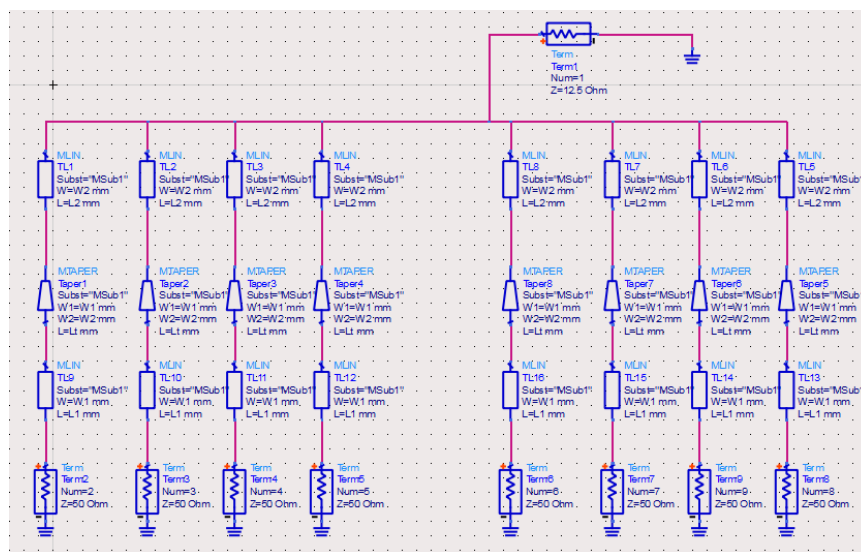 Term
Term1
Num=1
Z=12.5 Ohm
MLIN
TL1
Subst="MSub1"
W=W2 mm
L=L2 mm
MLIN
TL2
Subst="MSub1"
W=W2 mm
L=L2 mm
MLIN
TL3
Subst="MSub1"
W=W2 mm
L=L2 mm
MLIN
TL4
Subst="MSub1"
W=W2 mm
L=L2 mm
MLIN
TL8
Subst="MSub1"
W=W2 mm
L=L2 mm
MLIN
TL7
Subst="MSub1"
W=W2 mm
L=L2 mm
MLIN
TL6
Subst="MSub1"
W=W2 mm
L=L2 mm
MLIN
TL5
Subst="MSub1"
W=W2 mm
L=L2 mm
MTAPER
Taper1
Subst="MSub1"
W1=W1 mm
W2=W2 mm
L=Lt mm
MTAPER
Taper2
Subst="MSub1"
W1=W1 mm
W2=W2 mm
L=Lt mm
MTAPER
Taper3
Subst="MSub1"
W1=W1 mm
W2=W2 mm
L=Lt mm
MTAPER
Taper4
Subst="MSub1"
W1=W1 mm
W2=W2 mm
L=Lt mm
MTAPER
Taper8
Subst="MSub1"
W1=W1 mm
W2=W2 mm
L=Lt mm
MTAPER
Taper7
Subst="MSub1"
W1=W1 mm
W2=W2 mm
L=Lt mm
MTAPER
Taper6
Subst="MSub1"
W1=W1 mm
W2=W2 mm
L=Lt mm
MTAPER
Taper5
Subst="MSub1"
W1=W1 mm
W2=W2 mm
L=Lt mm
MLIN
TL9
Subst="MSub1"
W=W1 mm
L=L1 mm
MLIN
TL10
Subst="MSub1"
W=W1 mm
L=L1 mm
MLIN
TL11
Subst="MSub1"
W=W1 mm
L=L1 mm
MLIN
TL12
Subst="MSub1"
W=W1 mm
L=L1 mm
MLIN
TL16
Subst="MSub1"
W=W1 mm
L=L1 mm
MLIN
TL15
Subst="MSub1"
W=W1 mm
L=L1 mm
MLIN
TL14
Subst="MSub1"
W=W1 mm
L=L1 mm
MLIN
TL13
Subst="MSub1"
W=W1 mm
L=L1 mm
Term
Term2
Num=2
Z=50 Ohm
Term
Term3
Num=3
Z=50 Ohm
Term
Term4
Num=4
Z=50 Ohm
Term
Term5
Num=5
Z=50 Ohm
Term
Term6
Num=6
Z=50 Ohm
Term
Term7
Num=7
Z=50 Ohm
Term
Term9
Num=9
Z=50 Ohm
Term
Term8
Num=8
Z=50 Ohm